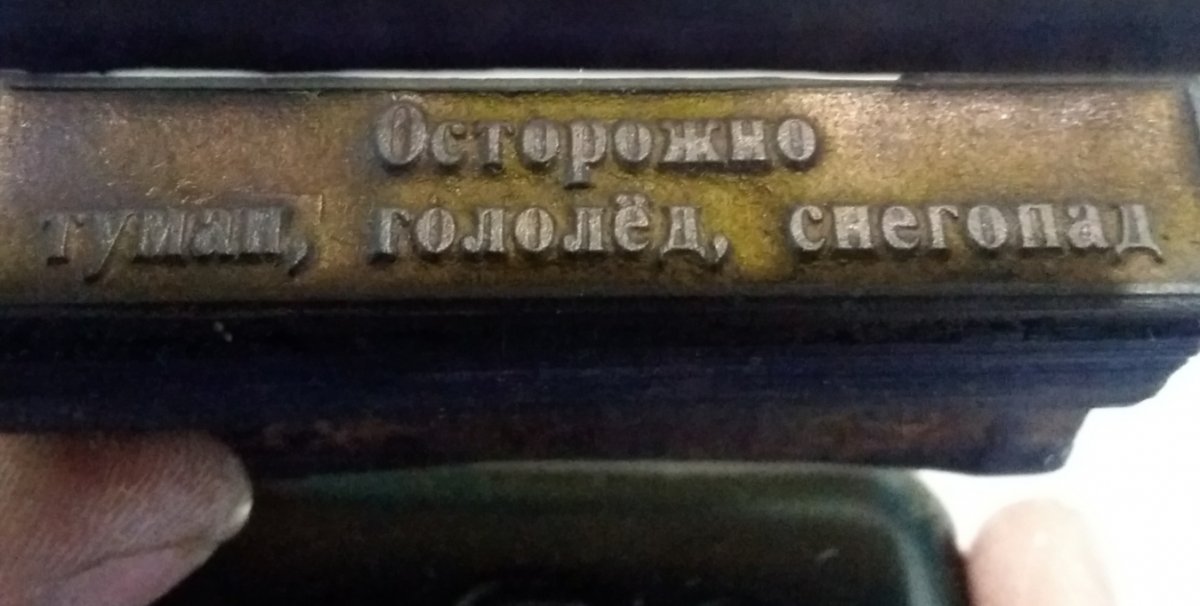 Осторожно
туман, гололёд, снегопад